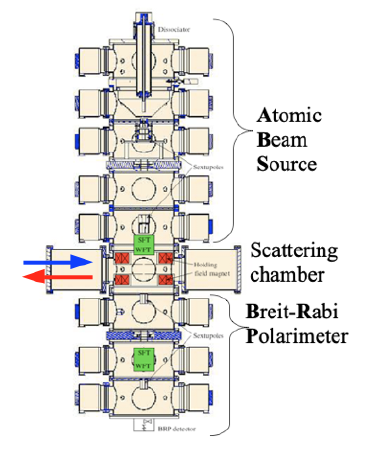 Dissociator
Atomic
Beam
Source
Sextupoles
SFT
WFT
Holding
field magnet
Scattering
chamber
Breit-Rabi
Polarimeter
Sextupoles
SFT
WFT
BRP detector